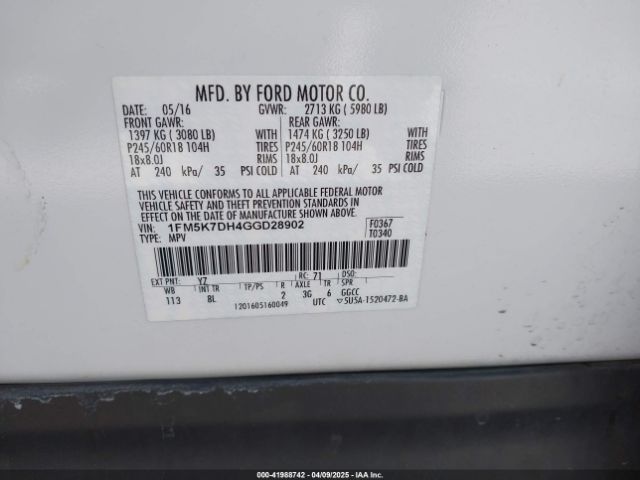 MFD. BY FORD MOTOR CO.
DATE: 05/16 GVWR: 2713 KG ( 5980 LB)
FRONT GAWR: REAR GAWR:
1397 KG ( 3080 LB) WITH 1474 KG ( 3250 LB) WITH
P245/60R18 104H TIRES P245/60R18 104H TIRES
18x8.0J RIMS 18x8.0J RIMS
AT 240 kPa/ 35 PSI COLD AT 240 kPa/ 35 PSI COLD
THIS VEHICLE CONFORMS TO ALL APPLICABLE FEDERAL MOTOR
VEHICLE SAFETY AND THEFT PREVENTION STANDARDS IN
EFFECT ON THE DATE OF MANUFACTURE SHOWN ABOVE.
VIN: 1FM5K7DH4GGD28902 F0367
TYPE: MPV T0340
EXT PNT: YZ RC: 71 DSO:
WB INT TR TP/PS R AXLE TR SPR
113 8L 2 3G 6 GGCC
1201605160049 UTC 5U5A-1520472-BA
000-41988742 - 04/09/2025 - IAAI.com